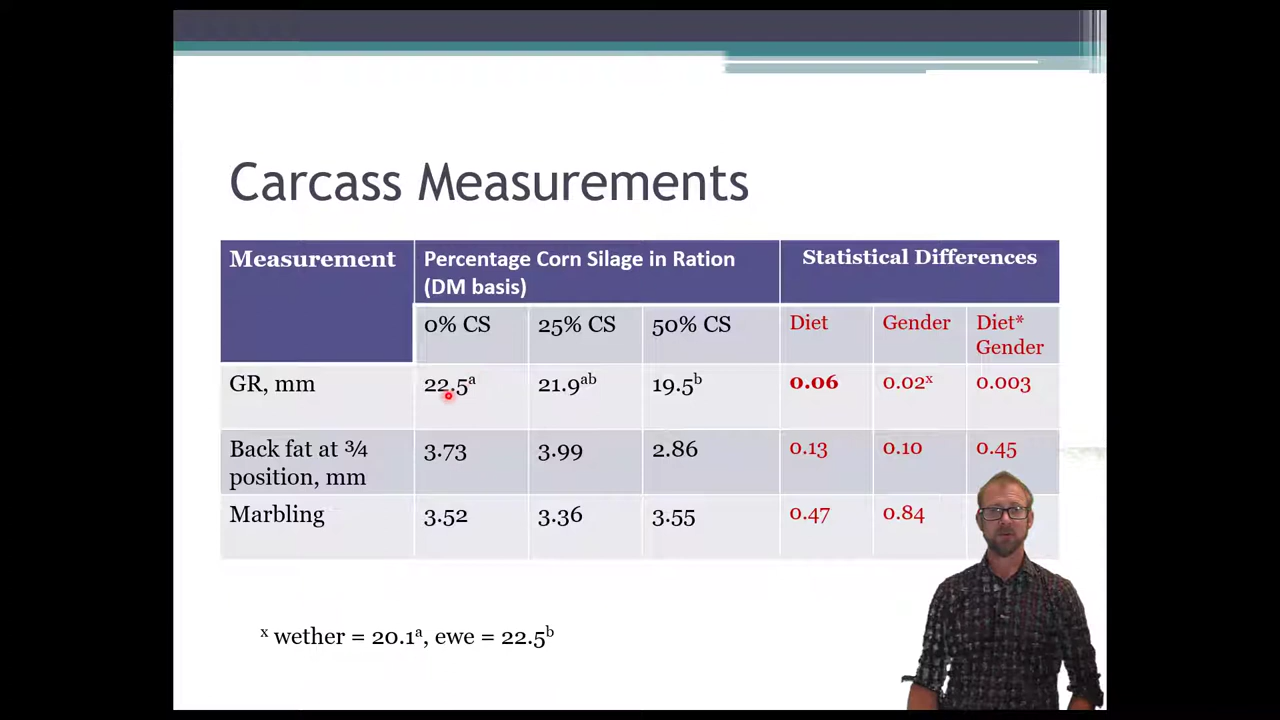 Carcass Measurements
Measurement
Percentage Corn Silage in Ration
(DM basis)
Statistical Differences
0% CS
25% CS
50% CS
Diet
Gender
Diet*
Gender
GR, mm
22.5ᵃ
21.9ᵃᵇ
19.5ᵇ
0.06
0.02ˣ
0.003
Back fat at ¾
position, mm
3.73
3.99
2.86
0.13
0.10
0.45
Marbling
3.52
3.36
3.55
0.47
0.84
ˣ wether = 20.1ᵃ, ewe = 22.5ᵇ